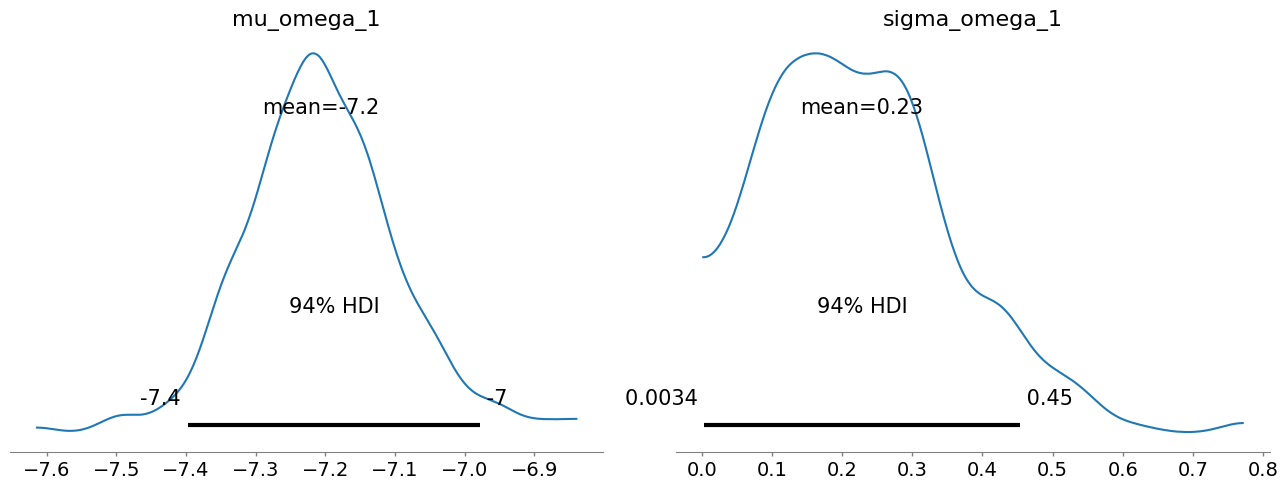 mu_omega_1
mean=-7.2
94% HDI
-7.4
-7
−7.6 −7.5 −7.4 −7.3 −7.2 −7.1 −7.0 −6.9
sigma_omega_1
mean=0.23
94% HDI
0.0034
0.45
0.0 0.1 0.2 0.3 0.4 0.5 0.6 0.7 0.8